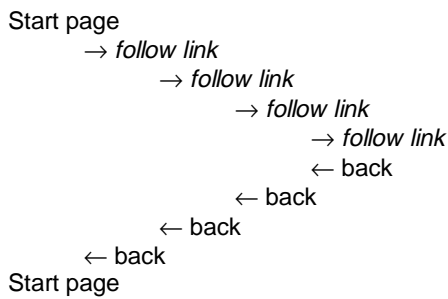 Start page
→ follow link
→ follow link
→ follow link
→ follow link
← back
← back
← back
← back
Start page